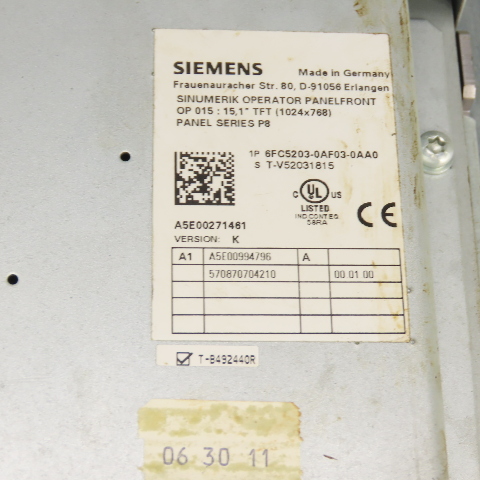 SIEMENS Made in Germany
Frauenauracher Str. 80, D-91056 Erlangen
SINUMERIK OPERATOR PANELFRONT
OP 015 : 15,1" TFT (1024x768)
PANEL SERIES P8
1P 6FC5203-0AF03-0AA0
S T-V52031815
C UL US
LISTED
IND.CONT.EQ.
58RA
CE
A5E00271461
VERSION: K
A1 A5E00994796 A
570870704210 00 01 00
T-B492440R
06 30 11